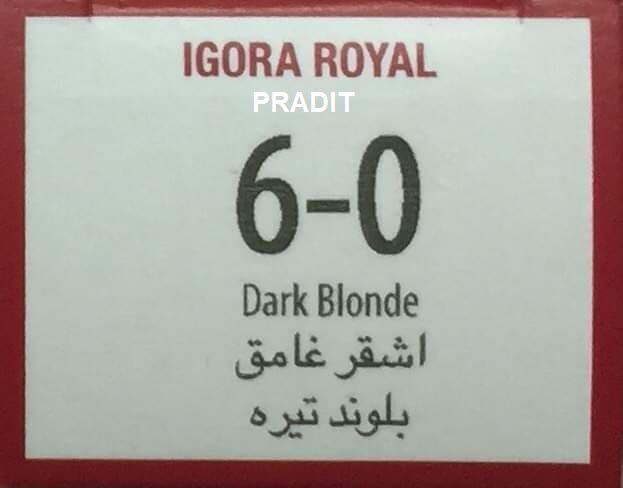 IGORA ROYAL
PRADIT
6-0
Dark Blonde
اشقر غامق
بلوند تیره